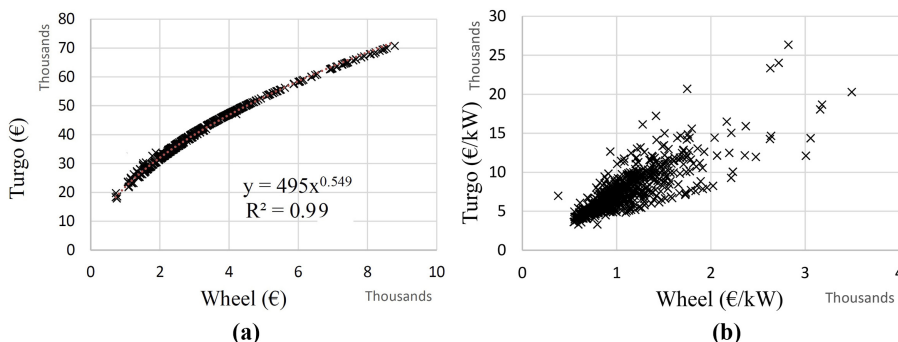 80
70
60
50
40
30
20
10
0
Thousands
Turgo (€)
y = 495x^0.549
R² = 0.99
0 2 4 6 8 10
Wheel (€)
Thousands
(a)
30
25
20
15
10
5
0
Thousands
Turgo (€/kW)
0 1 2 3 4
Wheel (€/kW)
Thousands
(b)